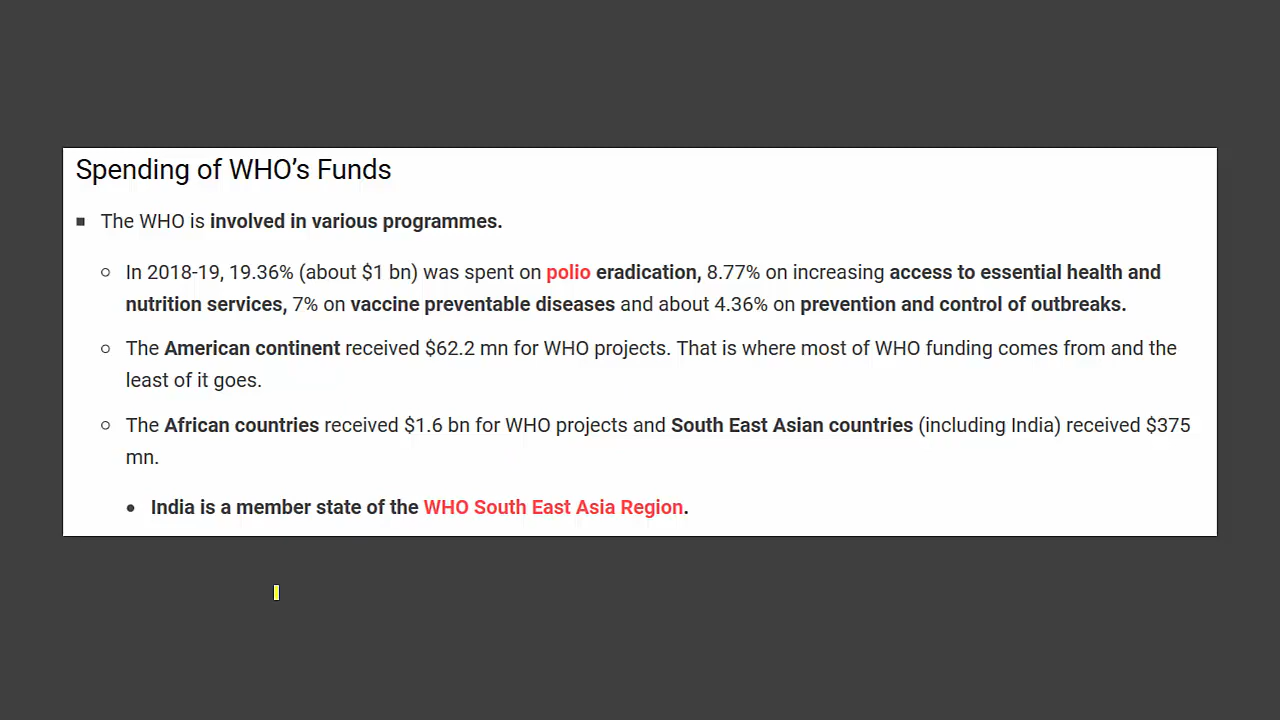 Spending of WHO’s Funds
■ The WHO is involved in various programmes.
○ In 2018-19, 19.36% (about $1 bn) was spent on polio eradication, 8.77% on increasing access to essential health and
nutrition services, 7% on vaccine preventable diseases and about 4.36% on prevention and control of outbreaks.
○ The American continent received $62.2 mn for WHO projects. That is where most of WHO funding comes from and the
least of it goes.
○ The African countries received $1.6 bn for WHO projects and South East Asian countries (including India) received $375
mn.
● India is a member state of the WHO South East Asia Region.